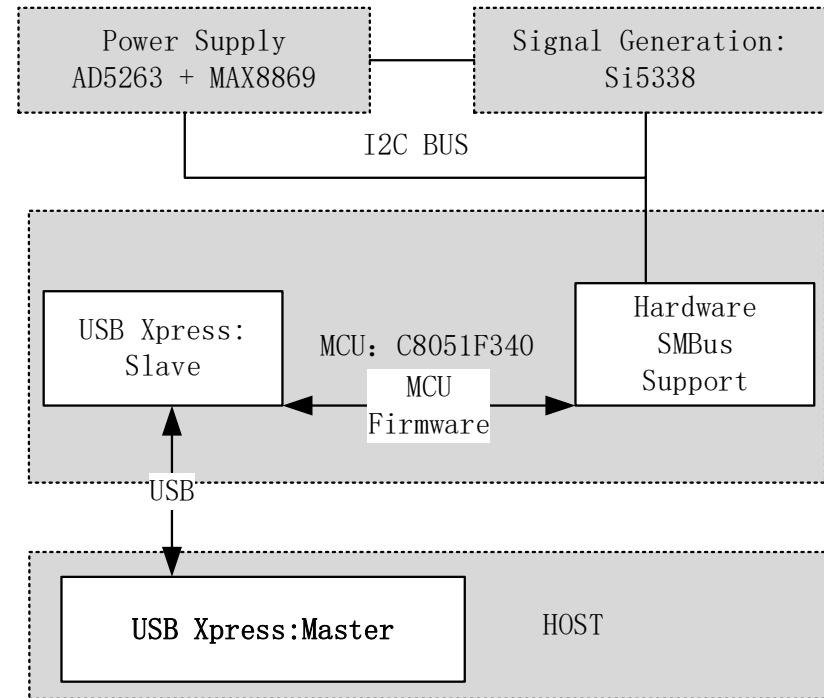 Power Supply
AD5263 + MAX8869
Signal Generation:
Si5338
I2C BUS
USB Xpress:
Slave
MCU: C8051F340
MCU
Firmware
Hardware
SMBus
Support
USB
USB Xpress:Master
HOST